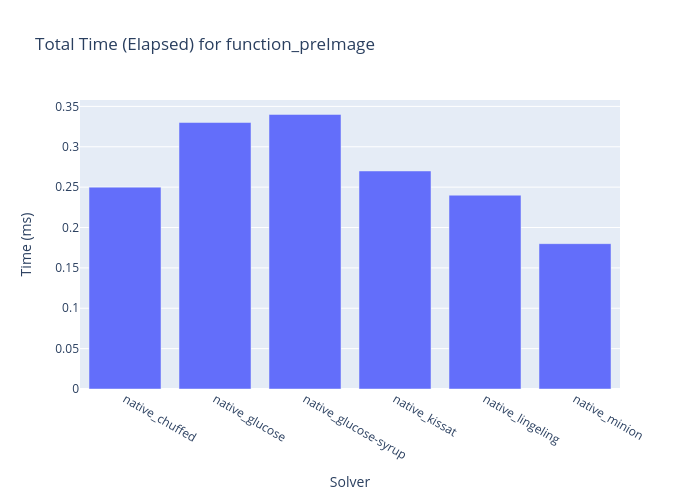 Total Time (Elapsed) for function_preImage
Time (ms)
0.35
0.3
0.25
0.2
0.15
0.1
0.05
0
native_chuffed
native_glucose
native_glucose-syrup
native_kissat
native_lingeling
native_minion
Solver